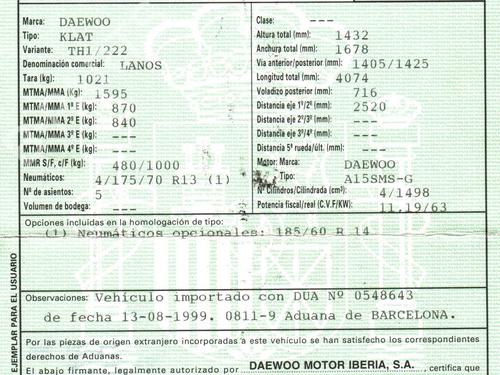 Marca: DAEWOO
Tipo: KLAT
Variante: TH1/222
Denominación comercial: LANOS
Tara (kg): 1021
MTMA/MMA (Kg): 1595
MTMA/MMA 1º E (kg): 870
MTMA/MMA 2º E (kg): 840
MTMA/MMA 3º E (kg): ---
MTMA/MMA 4º E (kg): ---
MMR S/F, c/F (kg): 480/1000
Neumáticos: 4/175/70 R13 (1)
Nº de asientos: 5
Volumen de bodega: ---
Clase: ---
Altura total (mm): 1432
Anchura total (mm): 1678
Via anterior/posterior (mm): 1405/1425
Longitud total (mm): 4074
Voladizo posterior (mm): 716
Distancia eje 1º/2º (mm): 2520
Distancia eje 2º/3º (mm): ---
Distancia eje 3º/4º (mm): ---
Distancia 5ª rueda/últ. (mm): ---
Motor: Marca: DAEWOO
Tipo: A15SMS-G
Nº Cilindros/Cilindrada (cm³) 4/1498
Potencia fiscal/real (C.V.F/KW): 11,19/63
Opciones incluidas en la homologación de tipo:
(1) Neumáticos opcionales: 185/60 R 14
Observaciones: Vehículo importado con DUA Nº 0548643
de fecha 13-08-1999. 0811-9 Aduana de BARCELONA.
Por las piezas de origen extranjero incorporadas a este vehículo se han satisfecho los correspondientes
derechos de Aduanas.
El abajo firmante, legalmente autorizado por DAEWOO MOTOR IBERIA, S.A. , certifica que
EJEMPLAR PARA EL USUARIO